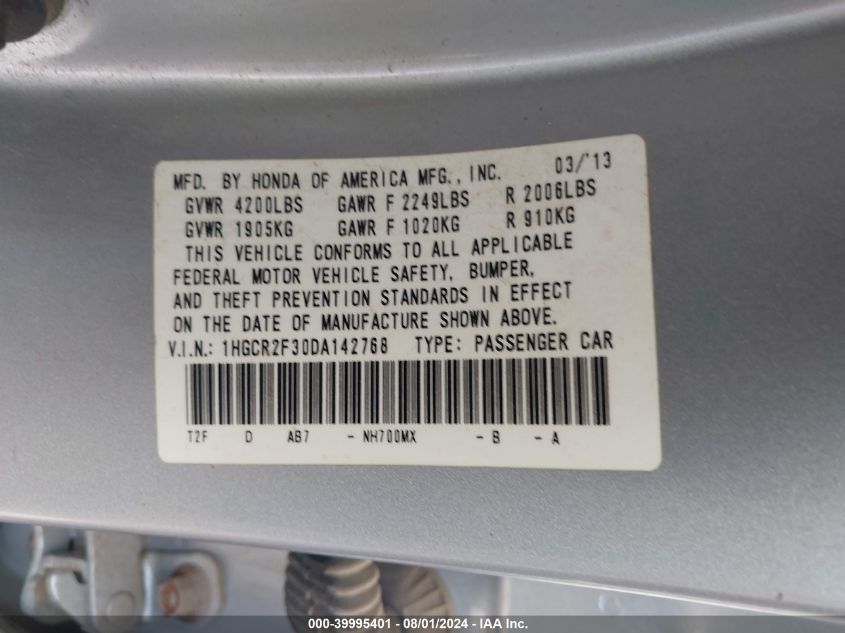 MFD. BY HONDA OF AMERICA MFG., INC. 03/'13
GVWR 4200LBS GAWR F 2249LBS R 2006LBS
GVWR 1905KG GAWR F 1020KG R 910KG
THIS VEHICLE CONFORMS TO ALL APPLICABLE
FEDERAL MOTOR VEHICLE SAFETY, BUMPER,
AND THEFT PREVENTION STANDARDS IN EFFECT
ON THE DATE OF MANUFACTURE SHOWN ABOVE.
V.I.N.: 1HGCR2F30DA142768 TYPE: PASSENGER CAR
T2F D AB7 - NH700MX - B - A
000-39995401 - 08/01/2024 - IAA Inc.